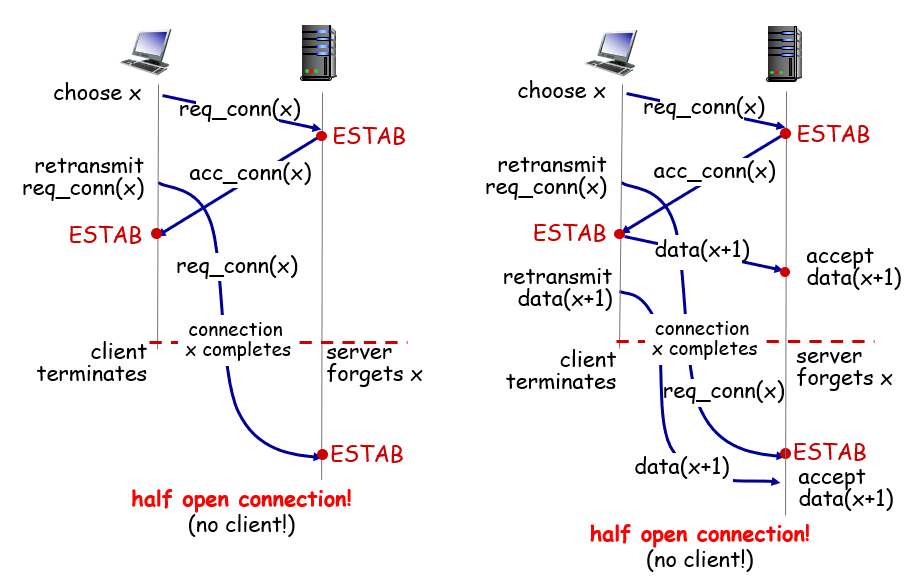 choose x
req_conn(x)
ESTAB
retransmit
req_conn(x)
acc_conn(x)
ESTAB
req_conn(x)
connection
x completes
client
terminates
server
forgets x
ESTAB
half open connection!
(no client!)
choose x
req_conn(x)
ESTAB
retransmit
req_conn(x)
acc_conn(x)
ESTAB
data(x+1)
accept
data(x+1)
retransmit
data(x+1)
connection
x completes
client
terminates
server
forgets x
req_conn(x)
ESTAB
data(x+1)
accept
data(x+1)
half open connection!
(no client!)